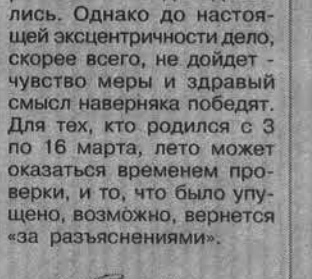 лись. Однако до настоя-
щей эксцентричности дело,
скорее всего, не дойдет -
чувство меры и здравый
смысл наверняка победят.
Для тех, кто родился с 3
по 16 марта, лето может
оказаться временем про-
верки, и то, что было упу-
щено, возможно, вернется
«за разъяснениями».